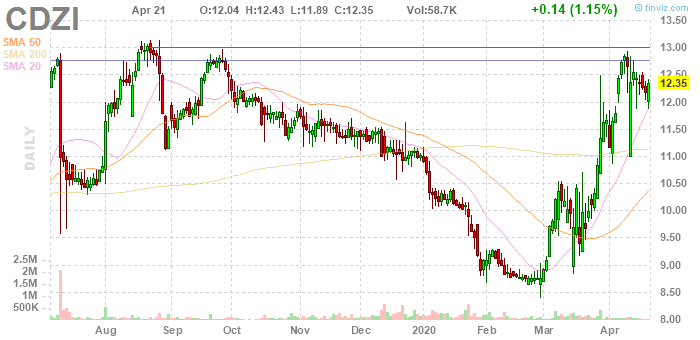 CDZI Apr 21 O:12.04 H:12.43 L:11.89 C:12.35 Vol:58.7K +0.14 (1.15%) © finviz.com
SMA 50
SMA 200
SMA 20
DAILY
13.50
13.00
12.50
12.35
12.00
11.50
11.00
10.50
10.00
9.50
9.00
8.50
8.00
2.5M
2M
1.5M
1M
500K
Aug Sep Oct Nov Dec 2020 Feb Mar Apr